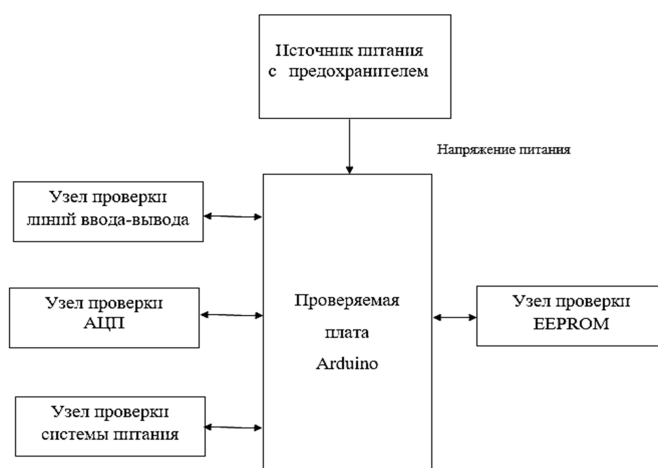 Источник питания
с предохранителем
Напряжение питания
Узел проверки
линий ввода-вывода
Узел проверки
АЦП
Узел проверки
системы питания
Проверяемая
плата
Arduino
Узел проверки
EEPROM